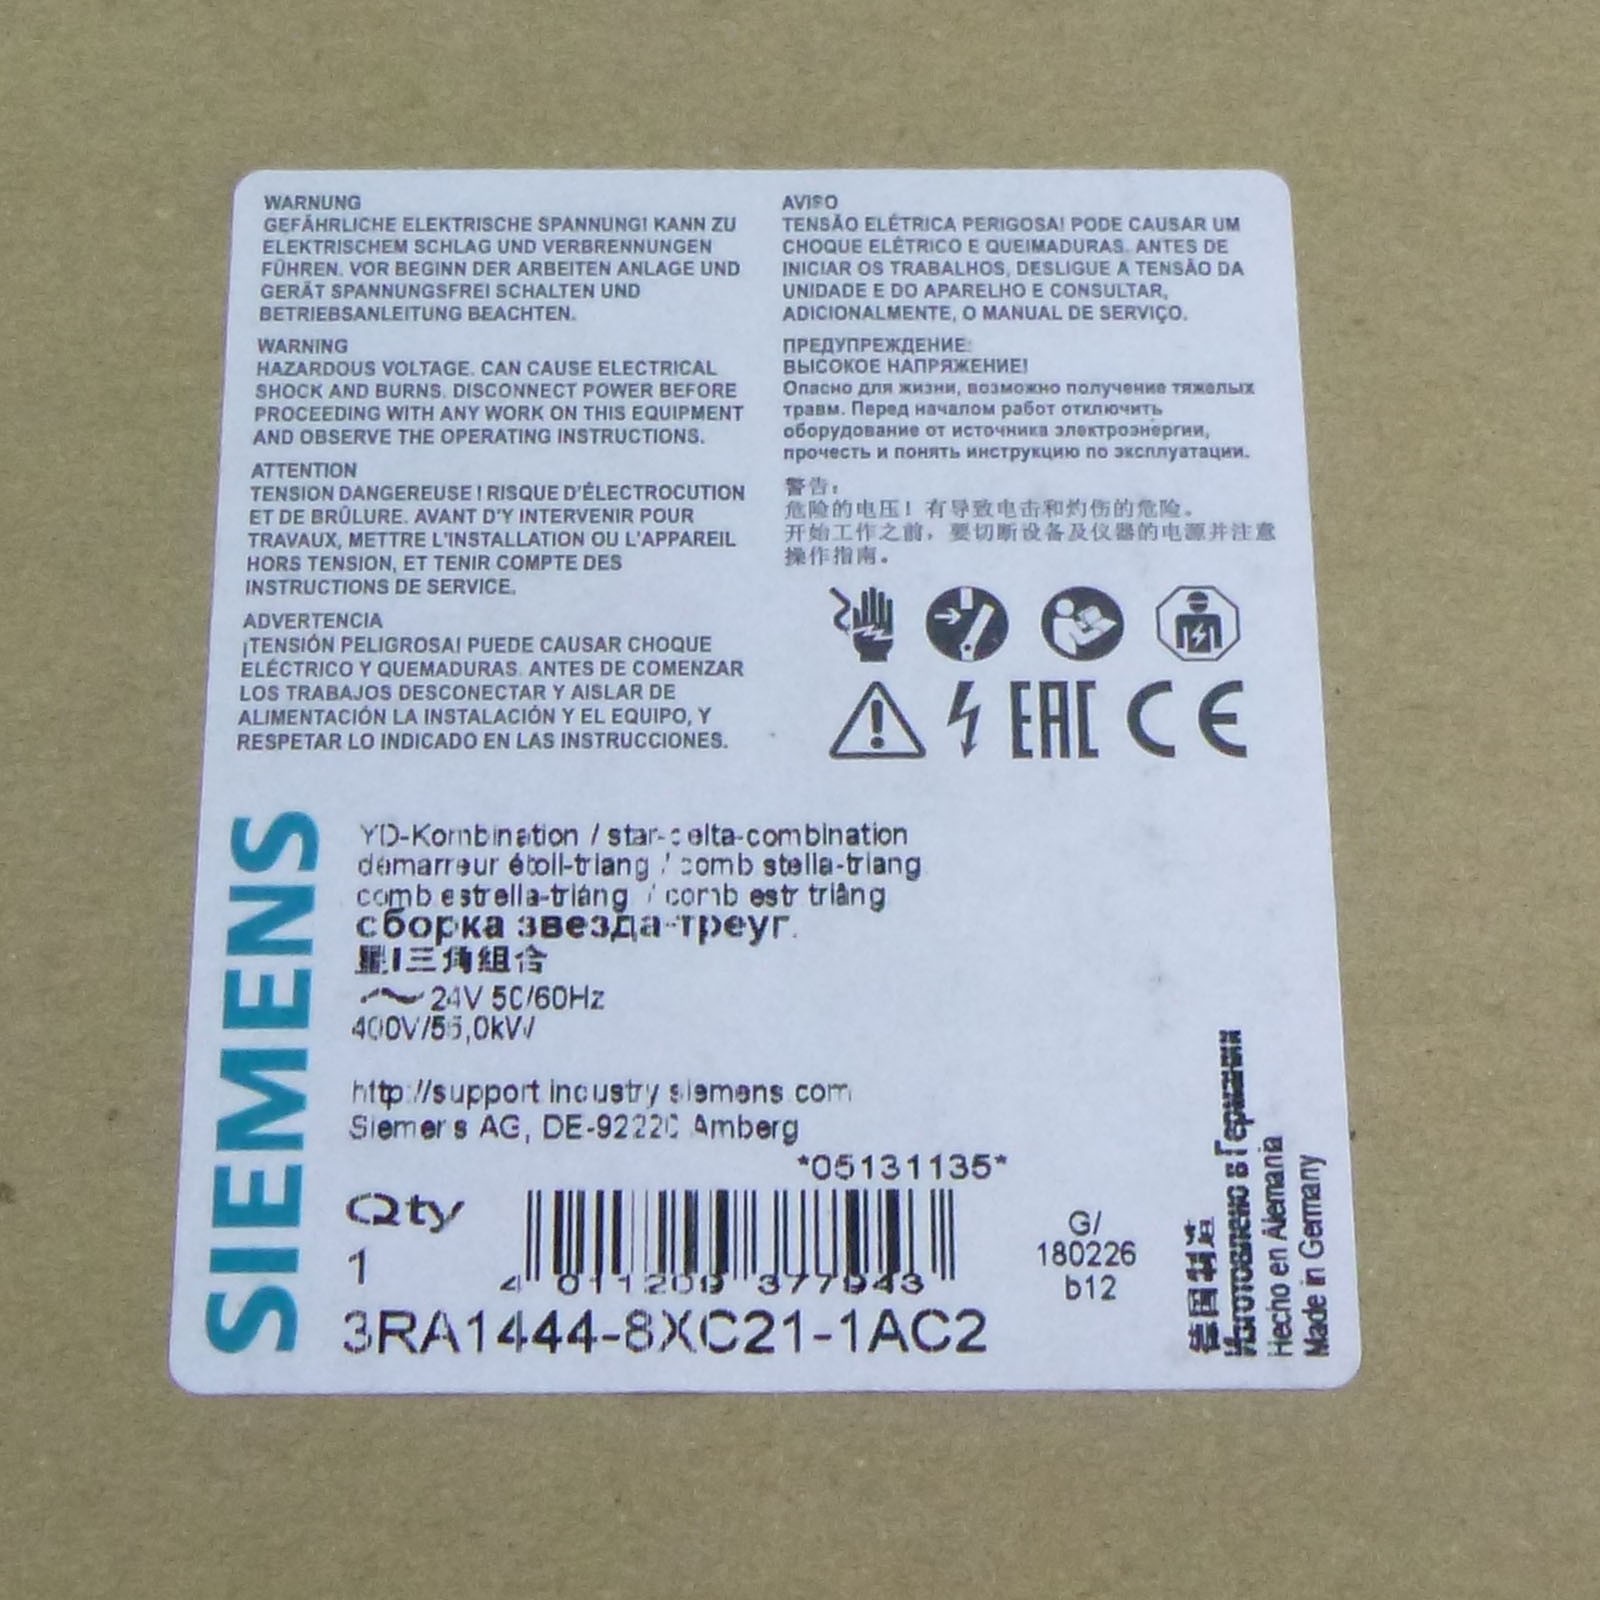 WARNUNG
GEFÄHRLICHE ELEKTRISCHE SPANNUNG! KANN ZU
ELEKTRISCHEM SCHLAG UND VERBRENNUNGEN
FÜHREN. VOR BEGINN DER ARBEITEN ANLAGE UND
GERÄT SPANNUNGSFREI SCHALTEN UND
BETRIEBSANLEITUNG BEACHTEN.
WARNING
HAZARDOUS VOLTAGE. CAN CAUSE ELECTRICAL
SHOCK AND BURNS. DISCONNECT POWER BEFORE
PROCEEDING WITH ANY WORK ON THIS EQUIPMENT
AND OBSERVE THE OPERATING INSTRUCTIONS.
ATTENTION
TENSION DANGEREUSE ! RISQUE D'ÉLECTROCUTION
ET DE BRÛLURE. AVANT D'Y INTERVENIR POUR
TRAVAUX, METTRE L'INSTALLATION OU L'APPAREIL
HORS TENSION, ET TENIR COMPTE DES
INSTRUCTIONS DE SERVICE.
ADVERTENCIA
¡TENSIÓN PELIGROSA! PUEDE CAUSAR CHOQUE
ELÉCTRICO Y QUEMADURAS. ANTES DE COMENZAR
LOS TRABAJOS DESCONECTAR Y AISLAR DE
ALIMENTACIÓN LA INSTALACIÓN Y EL EQUIPO, Y
RESPETAR LO INDICADO EN LAS INSTRUCCIONES.
AVISO
TENSÃO ELÉTRICA PERIGOSA! PODE CAUSAR UM
CHOQUE ELÉTRICO E QUEIMADURAS. ANTES DE
INICIAR OS TRABALHOS, DESLIGUE A TENSÃO DA
UNIDADE E DO APARELHO E CONSULTAR,
ADICIONALMENTE, O MANUAL DE SERVIÇO.
ПРЕДУПРЕЖДЕНИЕ:
ВЫСОКОЕ НАПРЯЖЕНИЕ!
Опасно для жизни, возможно получение тяжелых
травм. Перед началом работ отключить
оборудование от источника электроэнергии,
прочесть и понять инструкцию по эксплуатации.
警告:
危险的电压! 有导致电击和灼伤的危险。
开始工作之前, 要切断设备及仪器的电源并注意
操作指南。
EAC CE
SIEMENS
YD-Kombination / star-delta-combination
démarreur étoil-triang / comb stella-triang
comb estrella-triáng / comb estr triâng
сборка звезда-треуг.
三角組合
24V 50/60Hz
400V/55,0kW
http://support.industry.siemens.com
Siemens AG, DE-92220 Amberg
*05131135*
Qty
1
4 011209 377943
3RA1444-8XC21-1AC2
G/
180226
b12
德国制造
Изготовлено в Германии
Hecho en Alemania
Made in Germany